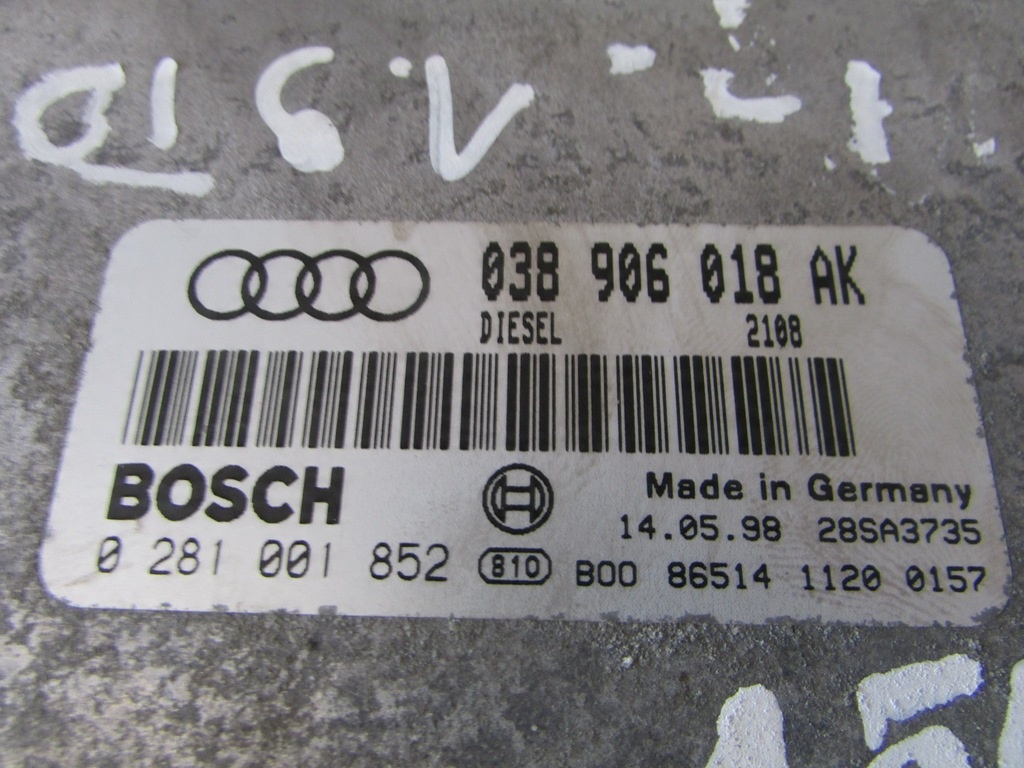 038 906 018 AK
DIESEL 2108
BOSCH
Made in Germany
14.05.98 28SA3735
0 281 001 852
810
B00 86514 1120 0157